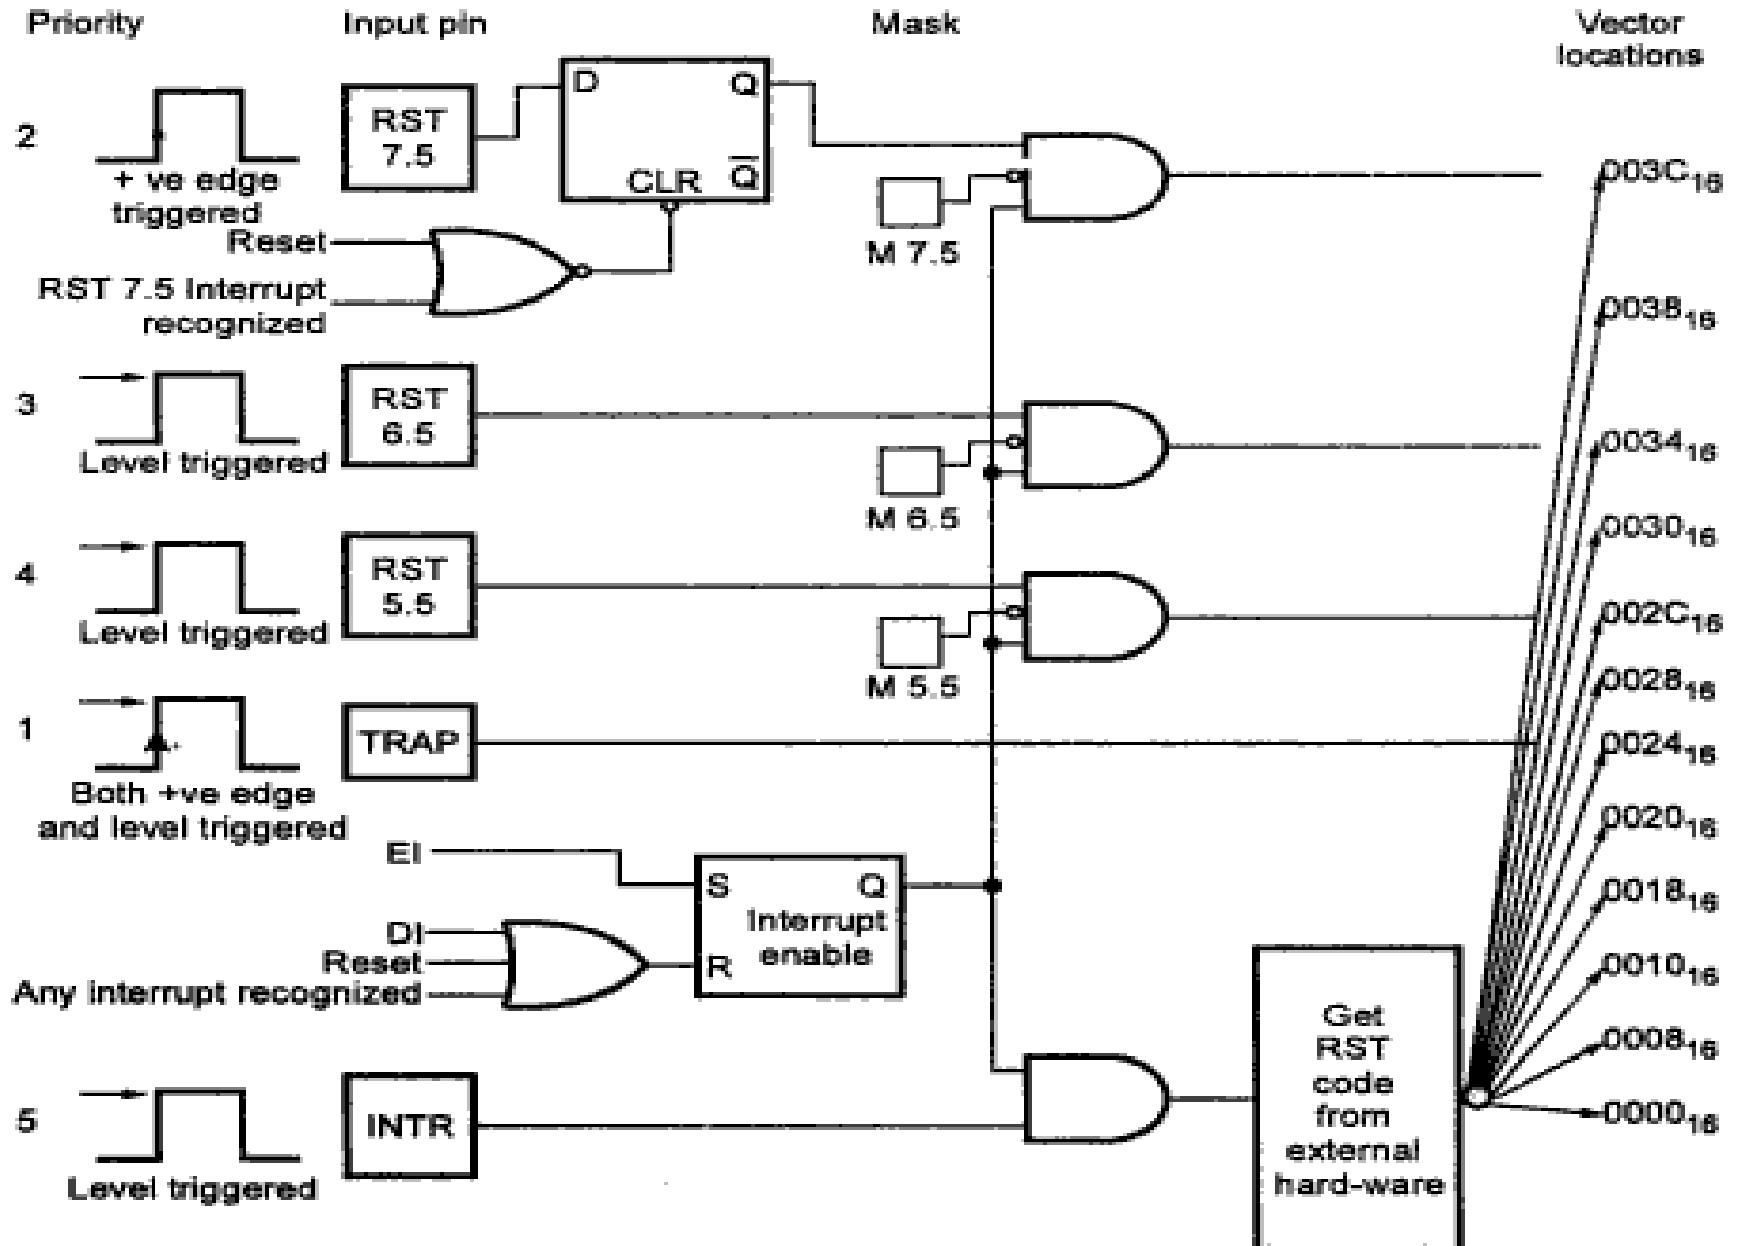 Priority Input pin Mask Vector locations
2
+ ve edge
triggered
RST
7.5
D Q
CLR Q̅
M 7.5
003C16
Reset
RST 7.5 Interrupt
recognized
003816
3
Level triggered
RST
6.5
M 6.5
003416
003016
4
Level triggered
RST
5.5
M 5.5
002C16
002816
1
Both +ve edge
and level triggered
TRAP
002416
002016
EI
DI
Reset
Any interrupt recognized
S Q
Interrupt
enable
R
001816
001016
000816
000016
5
Level triggered
INTR
Get
RST
code
from
external
hard-ware